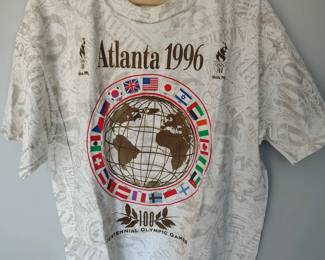 Atlanta 1996
100
CENTENNIAL OLYMPIC GAMES